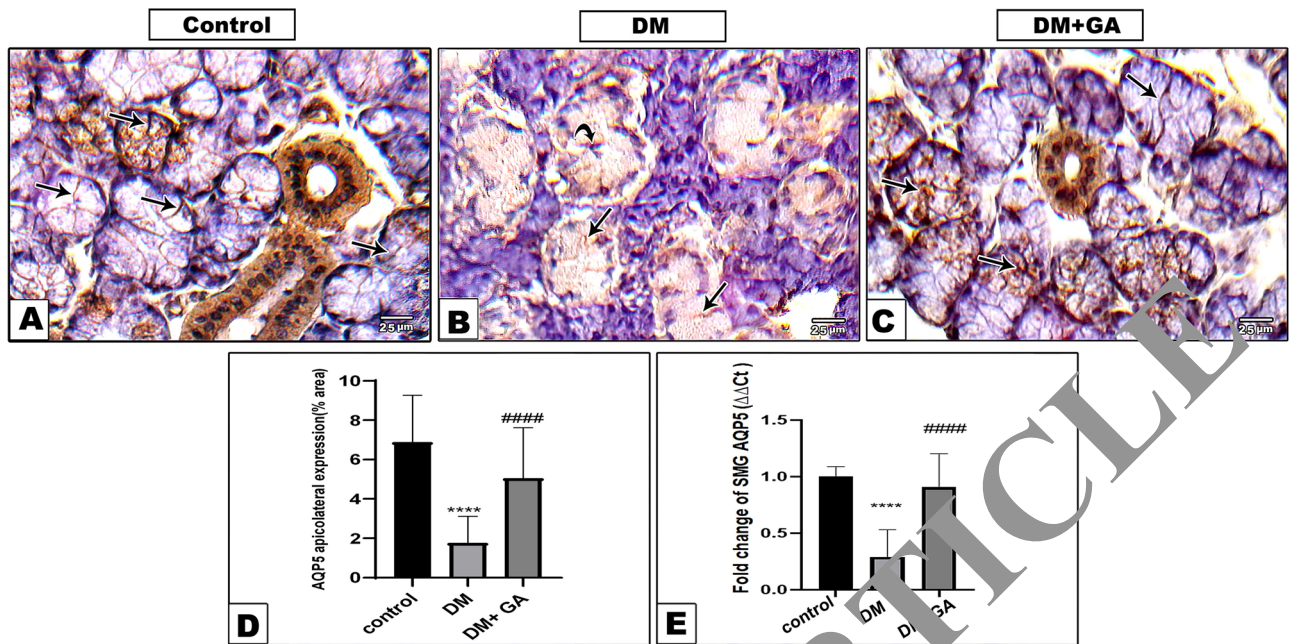 Control
DM
DM+GA
A
25 µm
B
25 µm
C
25 µm
AQP5 apicolateral expression(% area)
10
8
6
4
2
0
****
####
control
DM
DM+ GA
D
Fold change of SMG AQP5 (ΔΔCt)
1.5
1.0
0.5
0.0
****
####
control
DM
GA
E
RTICLE